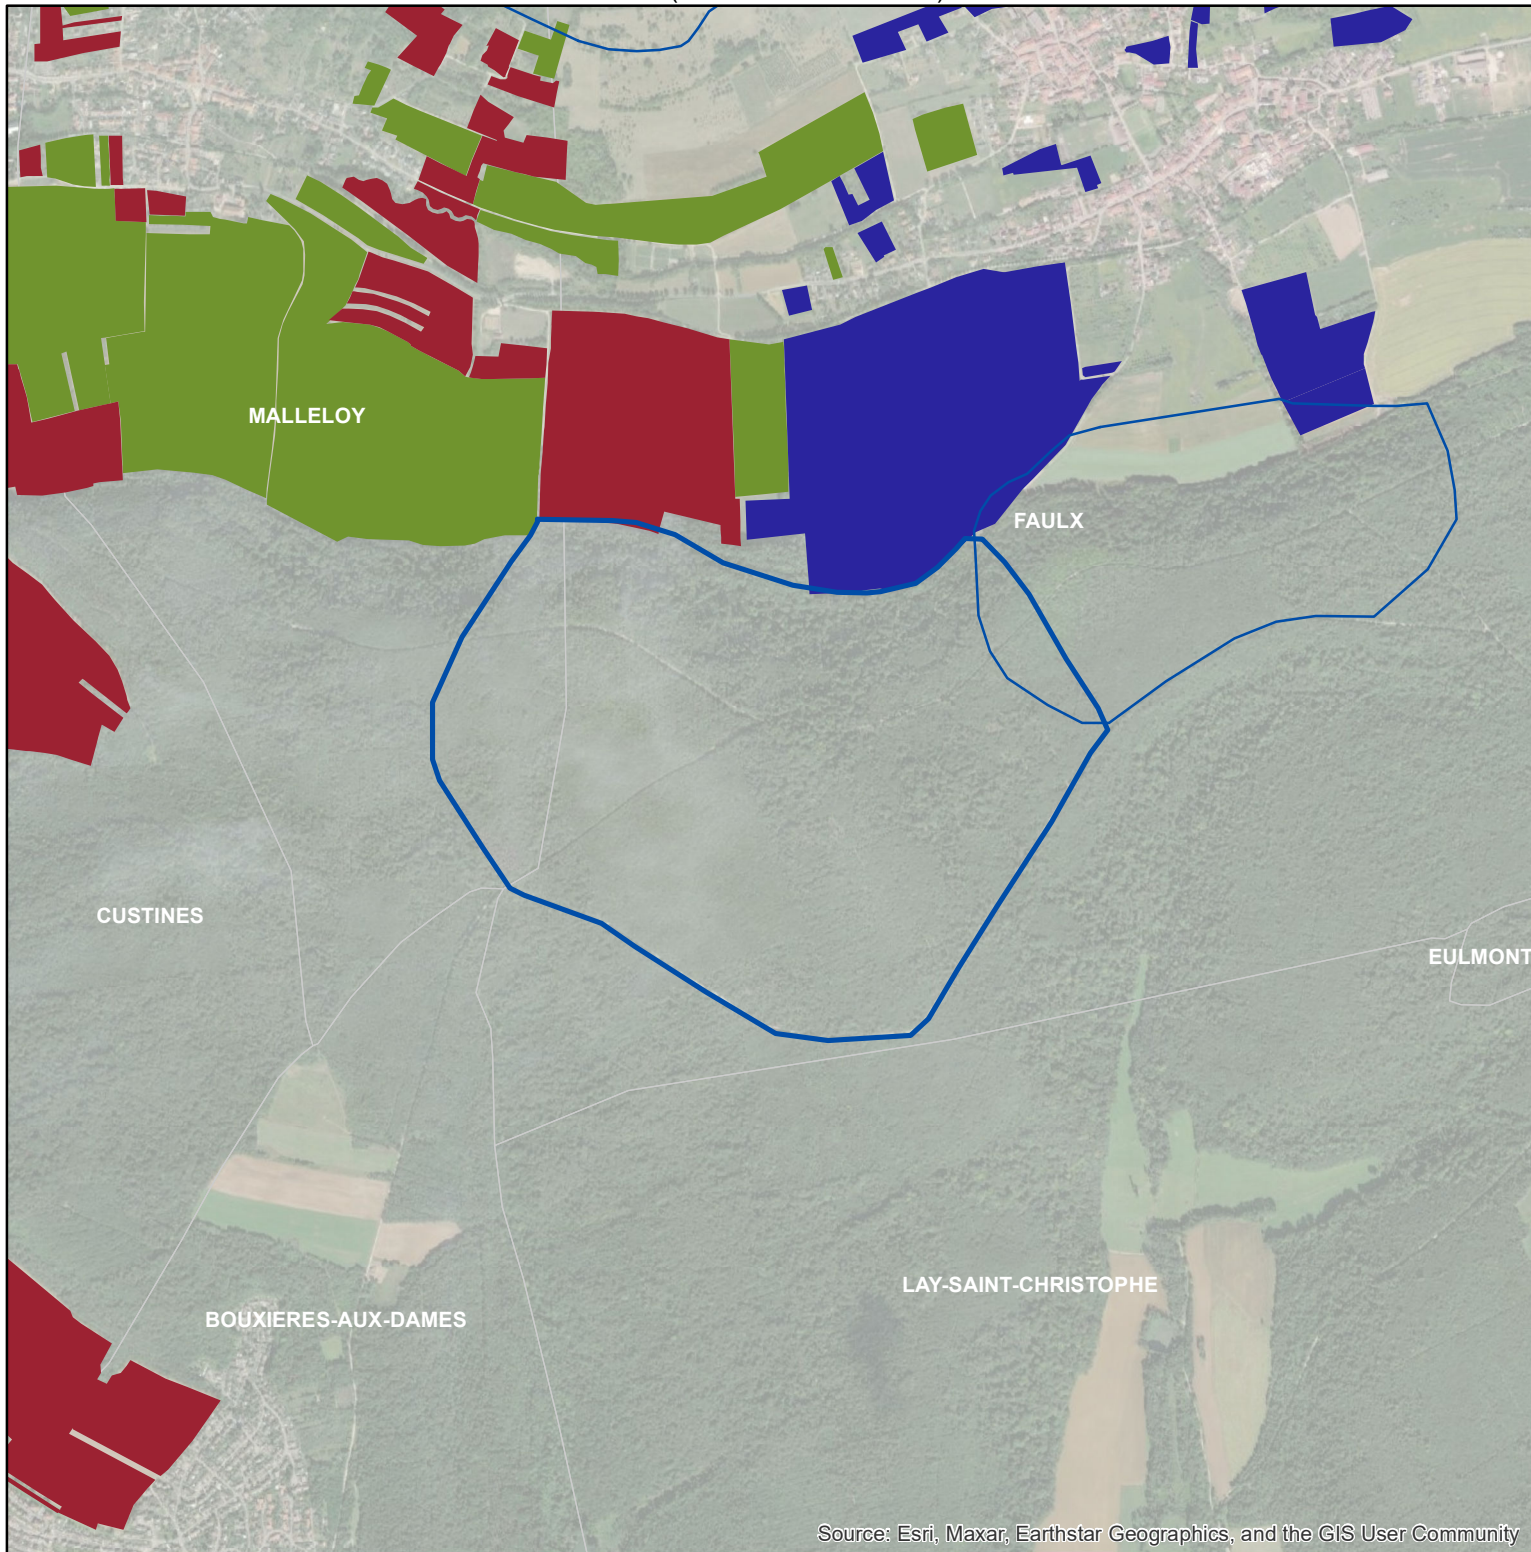 MALLELOY
FAULX
CUSTINES
EULMONT
LAY-SAINT-CHRISTOPHE
BOUXIERES-AUX-DAMES
Source: Esri, Maxar, Earthstar Geographics, and the GIS User Community